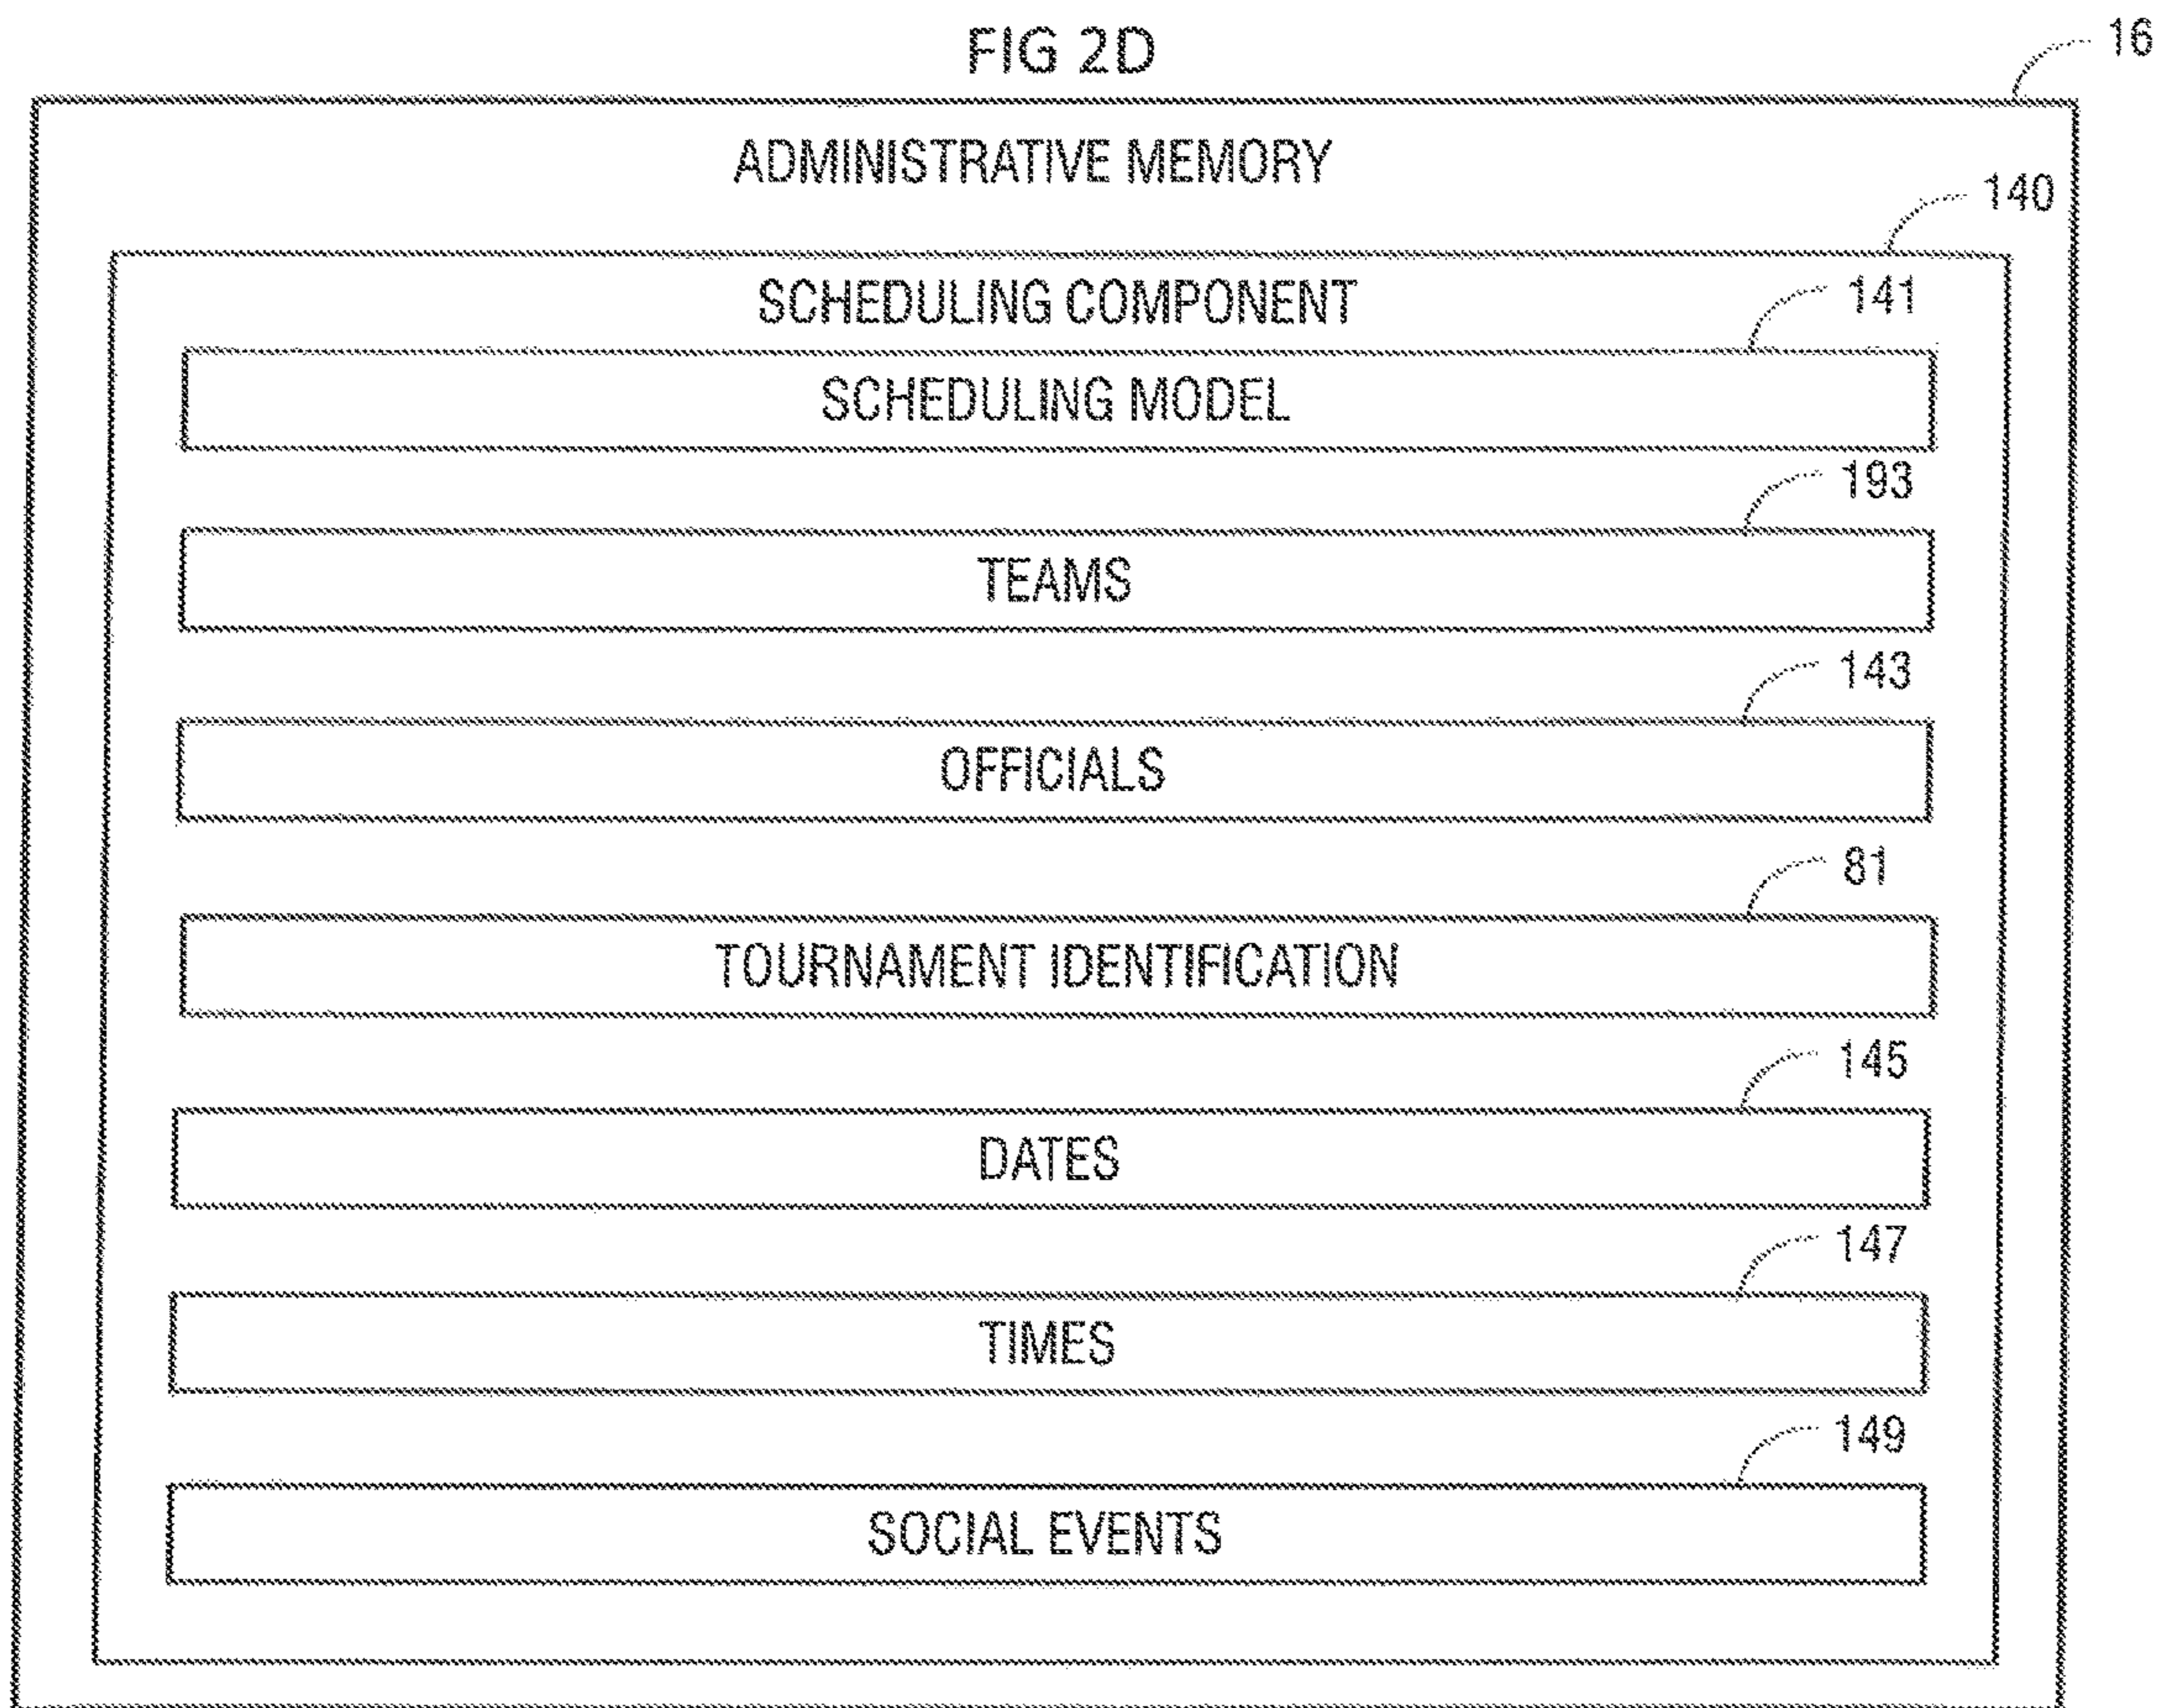 FIG 2D
16
ADMINISTRATIVE MEMORY
140
SCHEDULING COMPONENT
141
SCHEDULING MODEL
193
TEAMS
143
OFFICIALS
81
TOURNAMENT IDENTIFICATION
145
DATES
147
TIMES
149
SOCIAL EVENTS